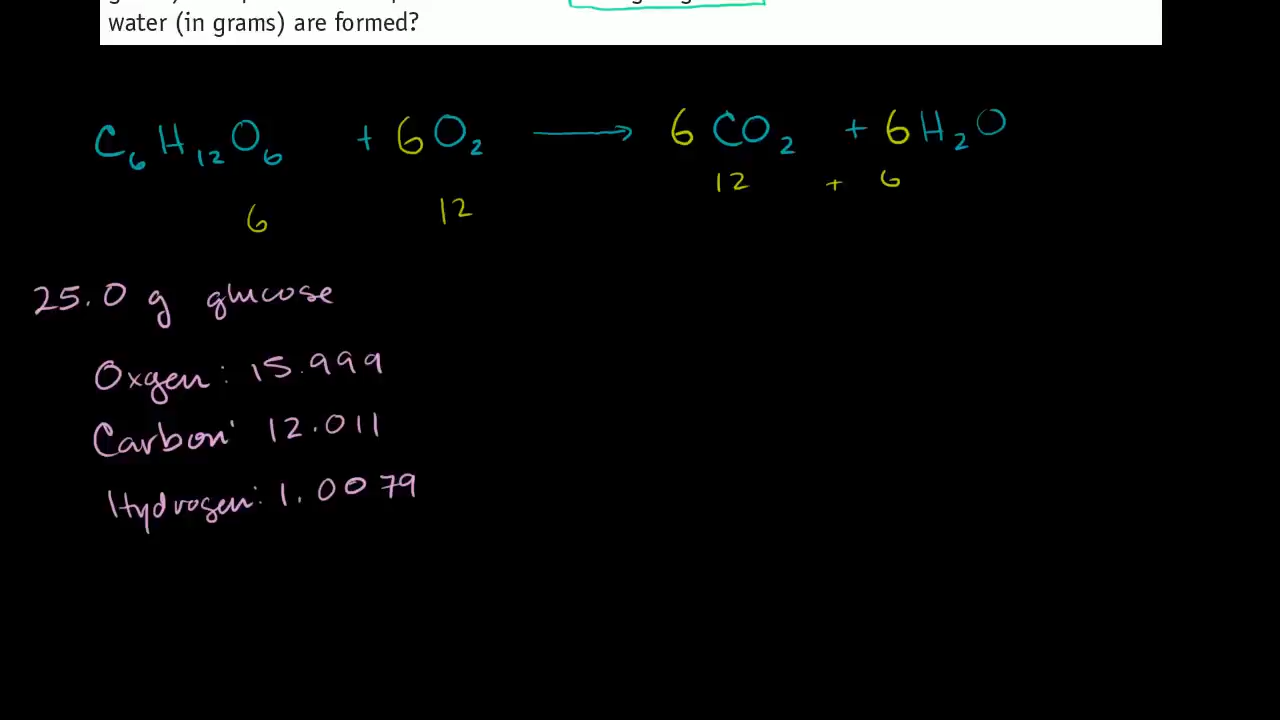 water (in grams) are formed?
C₆H₁₂O₆ + 6O₂ → 6CO₂ + 6H₂O
6 12 12 + 6
25.0 g glucose
Oxgen: 15.999
Carbon: 12.011
Hydrogen: 1.0079